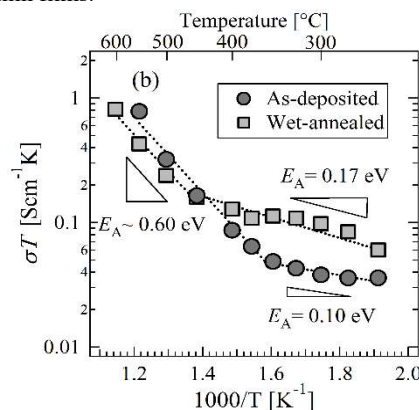 Temperature [°C]
600 500 400 300
(b)
As-deposited
Wet-annealed
E_A= 0.17 eV
E_A~ 0.60 eV
E_A= 0.10 eV
σT [Scm⁻¹K]
2
1
6
4
2
0.1
6
4
2
0.01
1.2 1.4 1.6 1.8 2.0
1000/T [K⁻¹]